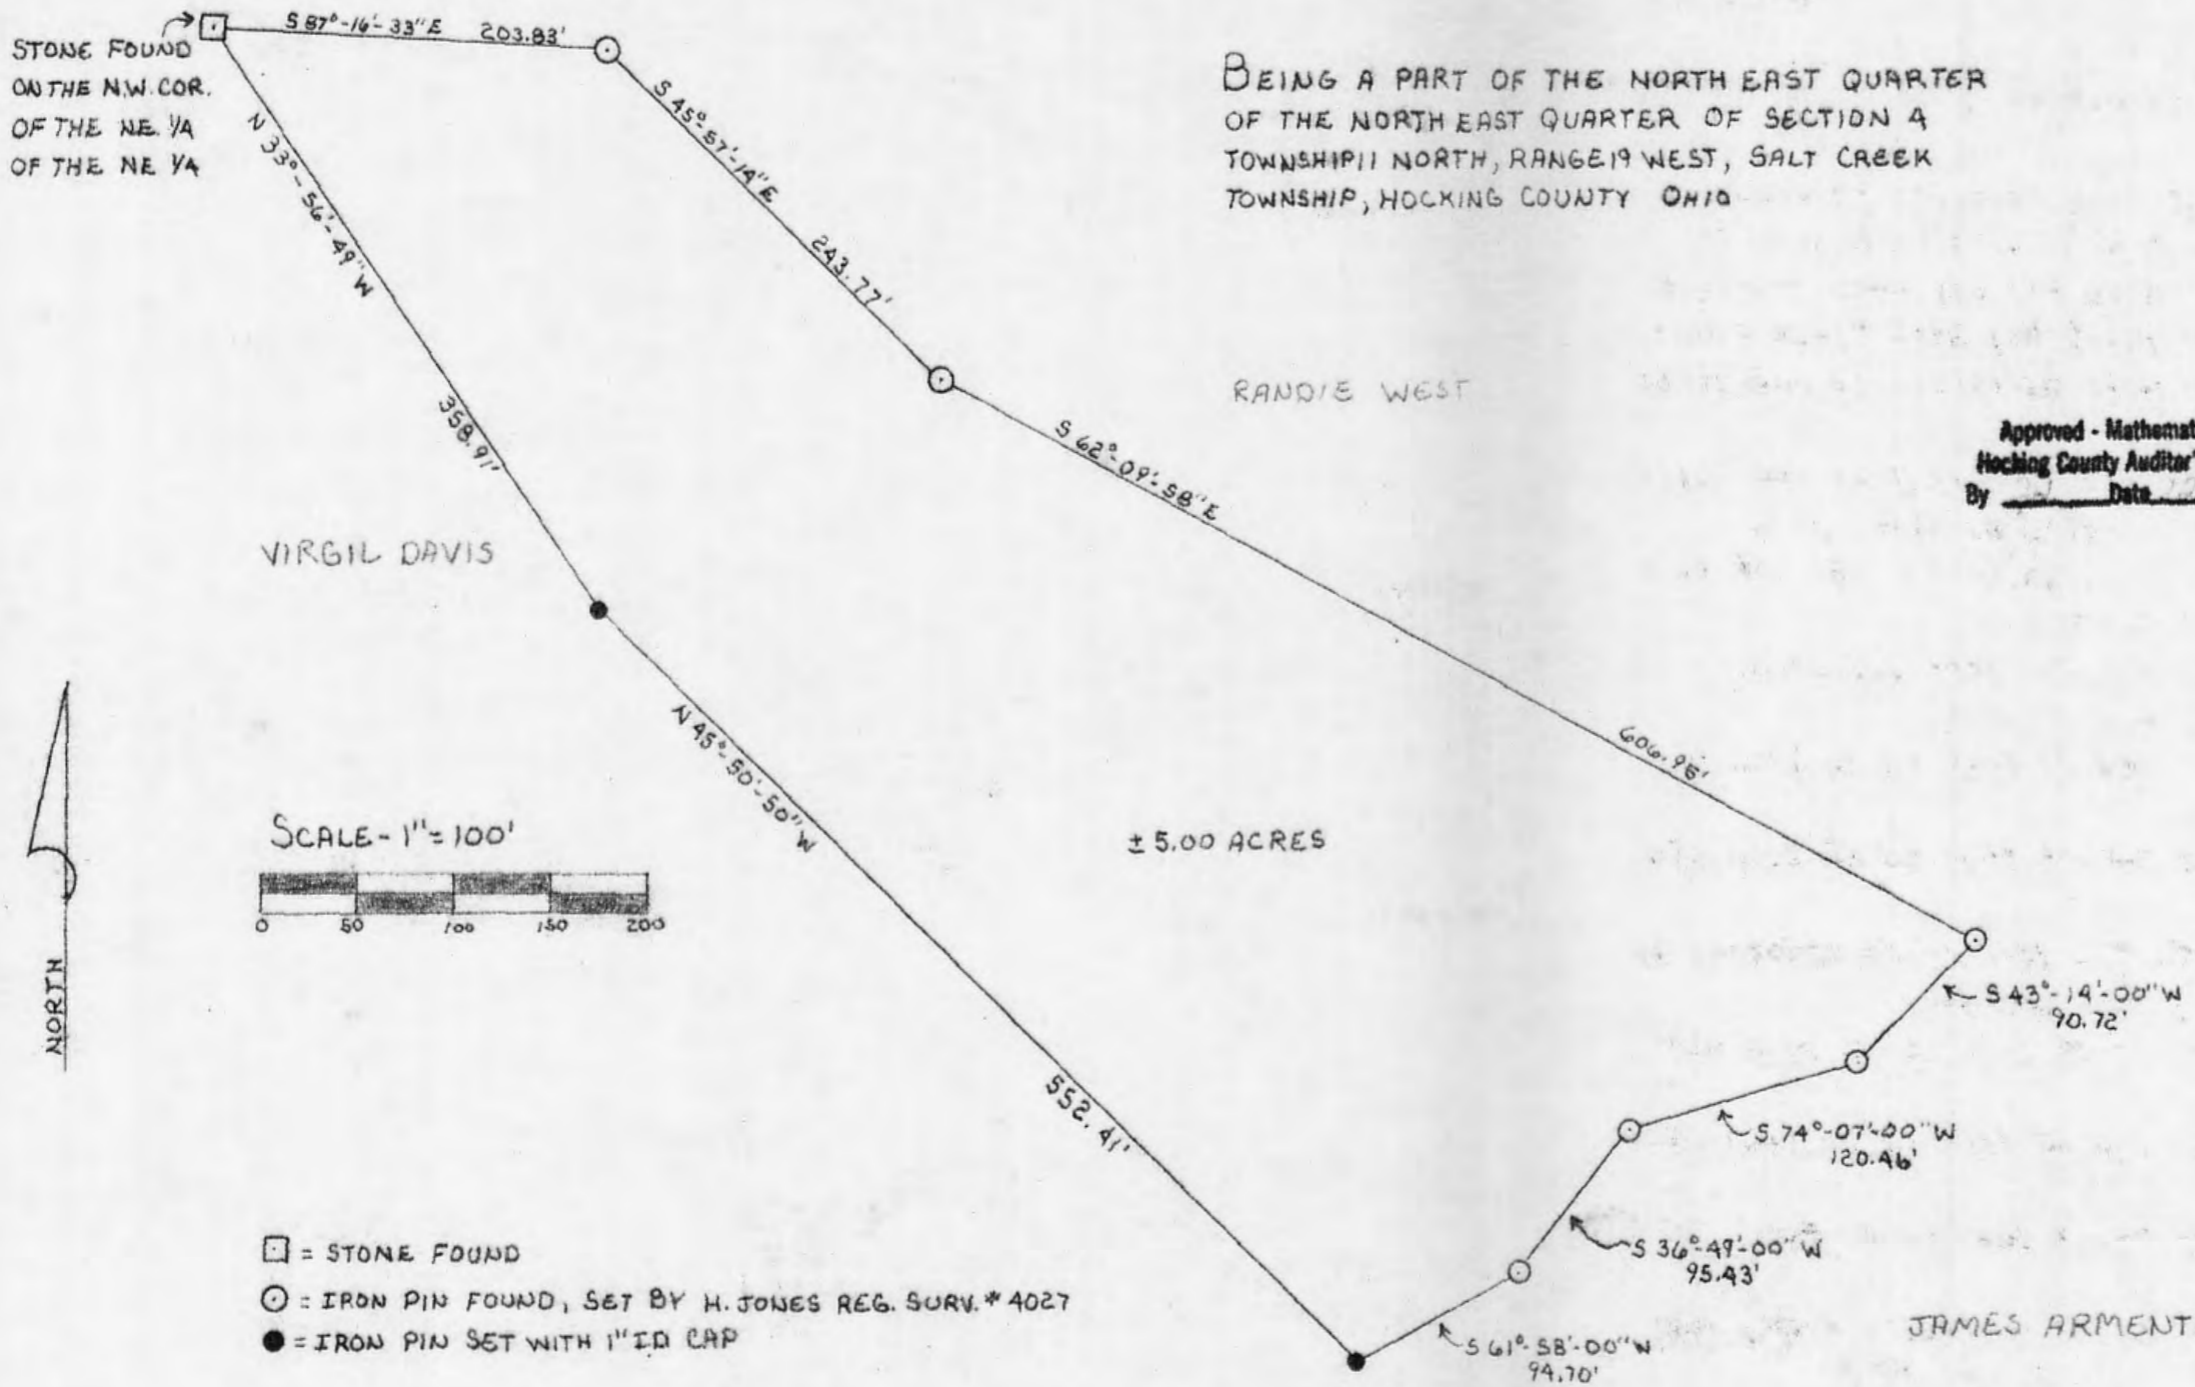 STONE FOUND
ON THE N.W. COR.
OF THE NE. 1/4
OF THE NE 1/4
S 87°-16'-33"E 203.83'
S 45°-57'-14"E
243.77'
BEING A PART OF THE NORTH EAST QUARTER
OF THE NORTH EAST QUARTER OF SECTION 4
TOWNSHIP 11 NORTH, RANGE 19 WEST, SALT CREEK
TOWNSHIP, HOCKING COUNTY OHIO
N 33°-56'-49"W
358.91'
RANDIE WEST
Approved - Mathemat
Hocking County Auditor'
By Date
S 62°-09'-58"E
606.95'
VIRGIL DAVIS
N 45°-50'-50"W
552.41'
± 5.00 ACRES
SCALE - 1"=100'
0 50 100 150 200
NORTH
S 43°-14'-00"W
90.72'
S 74°-07'-00"W
120.46'
S 36°-49'-00"W
95.43'
S 61°-58'-00"W
94.70'
JAMES ARMENT
= STONE FOUND
= IRON PIN FOUND, SET BY H. JONES REG. SURV. # 4027
= IRON PIN SET WITH 1" ID CAP